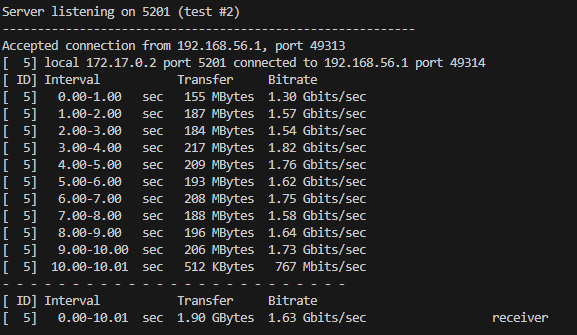 Server listening on 5201 (test #2)
-----------------------------------------------------------
Accepted connection from 192.168.56.1, port 49313
[  5] local 172.17.0.2 port 5201 connected to 192.168.56.1 port 49314
[ ID] Interval           Transfer     Bitrate
[  5]   0.00-1.00   sec   155 MBytes  1.30 Gbits/sec
[  5]   1.00-2.00   sec   187 MBytes  1.57 Gbits/sec
[  5]   2.00-3.00   sec   184 MBytes  1.54 Gbits/sec
[  5]   3.00-4.00   sec   217 MBytes  1.82 Gbits/sec
[  5]   4.00-5.00   sec   209 MBytes  1.76 Gbits/sec
[  5]   5.00-6.00   sec   193 MBytes  1.62 Gbits/sec
[  5]   6.00-7.00   sec   208 MBytes  1.75 Gbits/sec
[  5]   7.00-8.00   sec   188 MBytes  1.58 Gbits/sec
[  5]   8.00-9.00   sec   196 MBytes  1.64 Gbits/sec
[  5]   9.00-10.00  sec   206 MBytes  1.73 Gbits/sec
[  5]  10.00-10.01  sec   512 KBytes   767 Mbits/sec
- - - - - - - - - - - - - - - - - - - - - - - - -
[ ID] Interval           Transfer     Bitrate
[  5]   0.00-10.01  sec  1.90 GBytes  1.63 Gbits/sec                  receiver